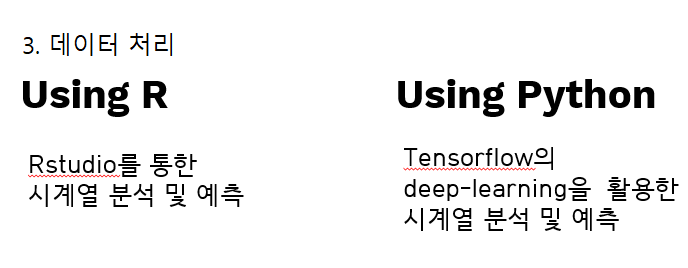 3. 데이터 처리
Using R
Rstudio를 통한
시계열 분석 및 예측
Using Python
Tensorflow의
deep-learning을 활용한
시계열 분석 및 예측